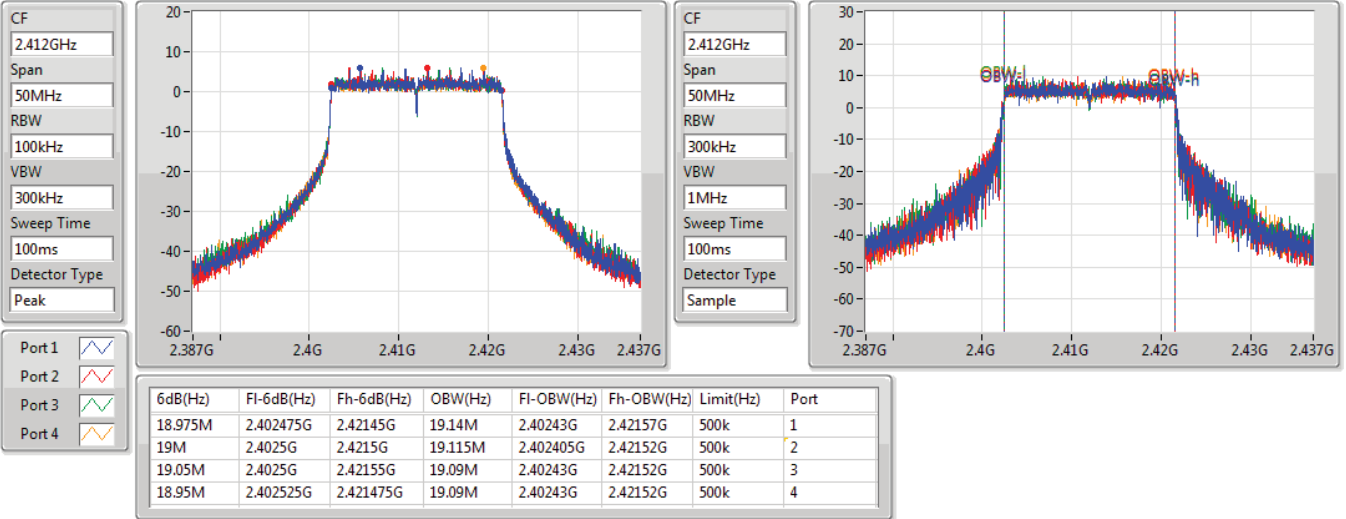 CF
2.412GHz
Span
50MHz
RBW
100kHz
VBW
300kHz
Sweep Time
100ms
Detector Type
Peak
20
10
0
-10
-20
-30
-40
-50
-60
2.387G 2.4G 2.41G 2.42G 2.43G 2.437G
CF
2.412GHz
Span
50MHz
RBW
300kHz
VBW
1MHz
Sweep Time
100ms
Detector Type
Sample
30
20
10
0
-10
-20
-30
-40
-50
-60
-70
OBW-l OBW-h
2.387G 2.4G 2.41G 2.42G 2.43G 2.437G
Port 1
Port 2
Port 3
Port 4
6dB(Hz) Fl-6dB(Hz) Fh-6dB(Hz) OBW(Hz) Fl-OBW(Hz) Fh-OBW(Hz) Limit(Hz) Port
18.975M 2.402475G 2.42145G 19.14M 2.40243G 2.42157G 500k 1
19M 2.4025G 2.4215G 19.115M 2.402405G 2.42152G 500k 2
19.05M 2.4025G 2.42155G 19.09M 2.40243G 2.42152G 500k 3
18.95M 2.402525G 2.421475G 19.09M 2.40243G 2.42152G 500k 4